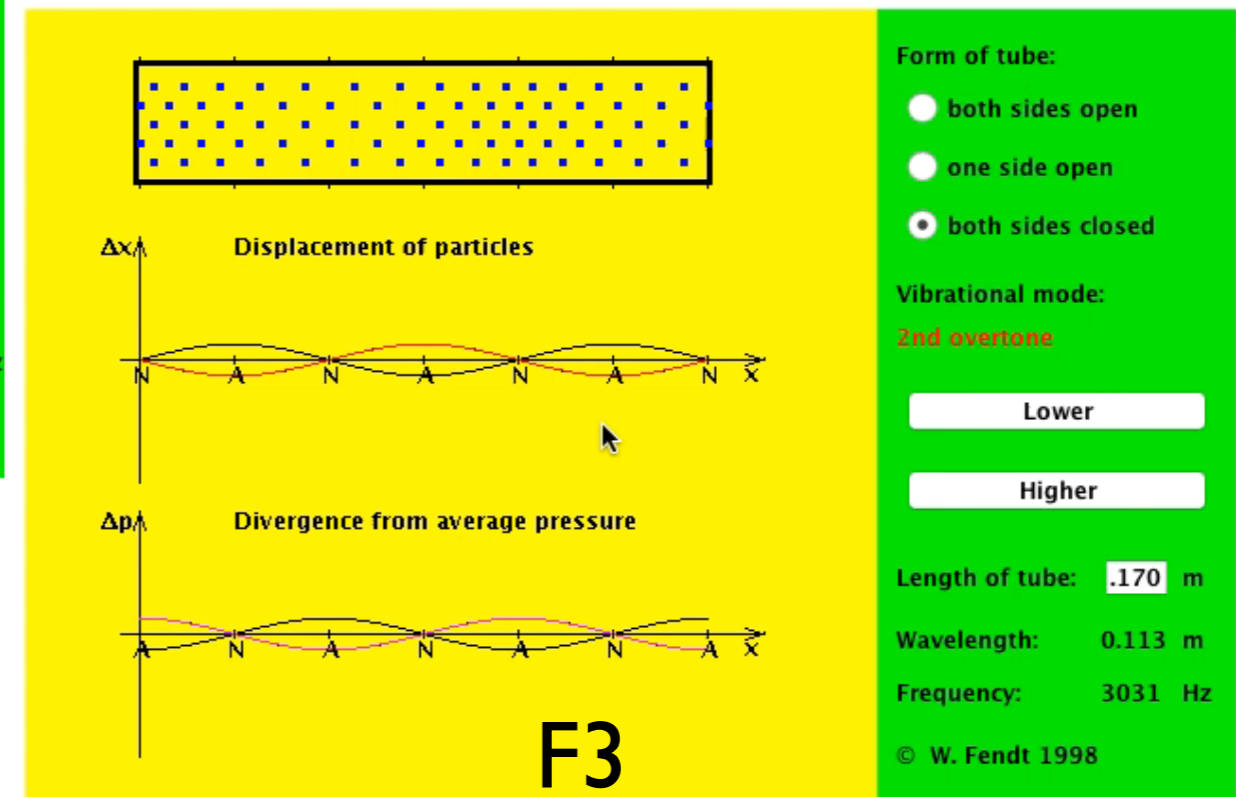 Δx
Displacement of particles
N A N A N A N x
Δp
Divergence from average pressure
A N A N A N A x
F3
Form of tube:
both sides open
one side open
both sides closed
Vibrational mode:
2nd overtone
Lower
Higher
Length of tube: .170 m
Wavelength: 0.113 m
Frequency: 3031 Hz
© W. Fendt 1998